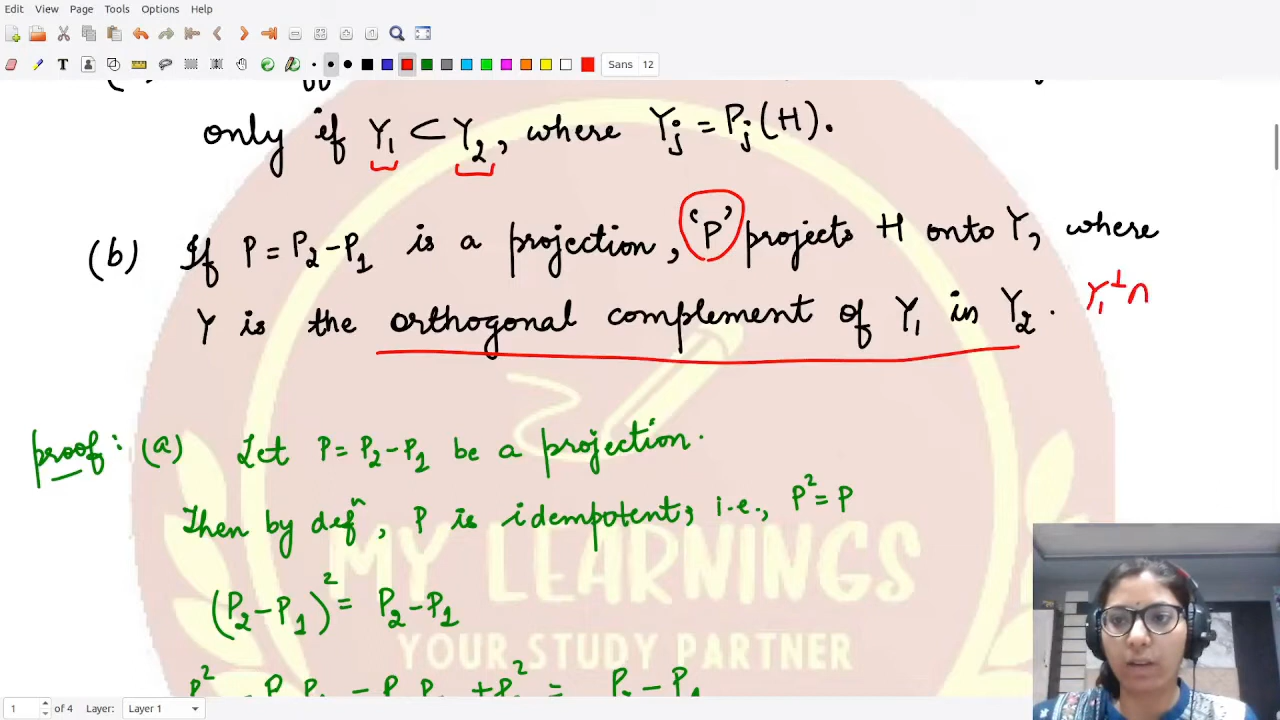 Edit View Page Tools Options Help
Sans 12
only if Y₁ ⊂ Y₂, where Yⱼ = Pⱼ(H).
(b) If P = P₂ - P₁ is a projection, 'P' projects H onto Y, where
Y is the orthogonal complement of Y₁ in Y₂. Y₁^⊥ ∩
proof: (a) Let P = P₂ - P₁ be a projection.
Then by defⁿ, P is idempotent, i.e., P² = P
MY LEARNINGS
(P₂ - P₁)² = P₂ - P₁
YOUR STUDY PARTNER
= P₂ - P₁
1 of 4 Layer: Layer 1